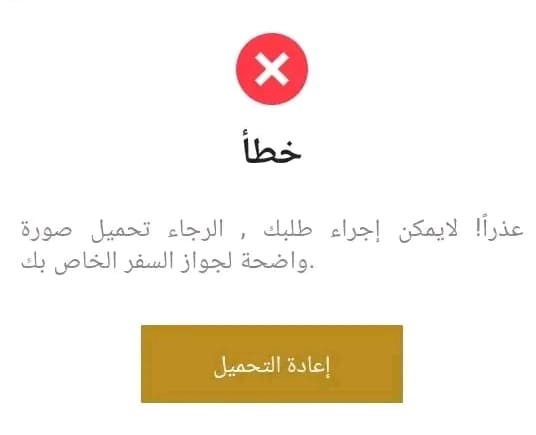 خطأ
عذراً! لايمكن إجراء طلبك , الرجاء تحميل صورة
واضحة لجواز السفر الخاص بك.
إعادة التحميل